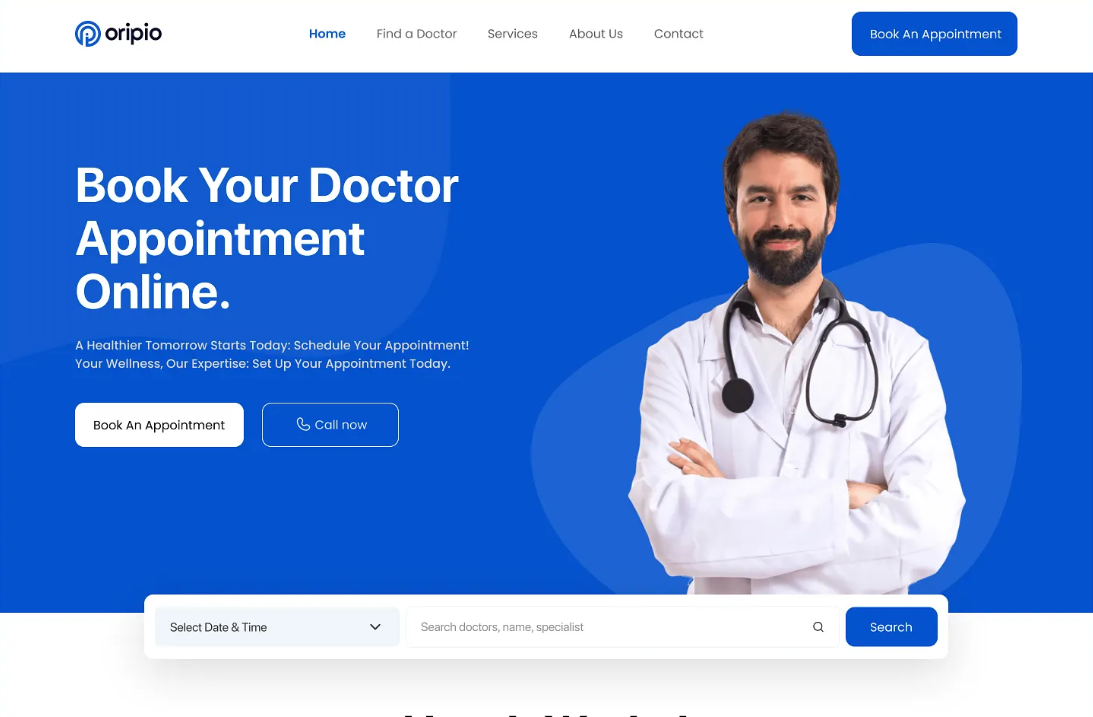 oripio
Home
Find a Doctor
Services
About Us
Contact
Book An Appointment
Book Your Doctor
Appointment
Online.
A Healthier Tomorrow Starts Today: Schedule Your Appointment!
Your Wellness, Our Expertise: Set Up Your Appointment Today.
Book An Appointment
Call now
Select Date & Time
Search doctors, name, specialist
Search